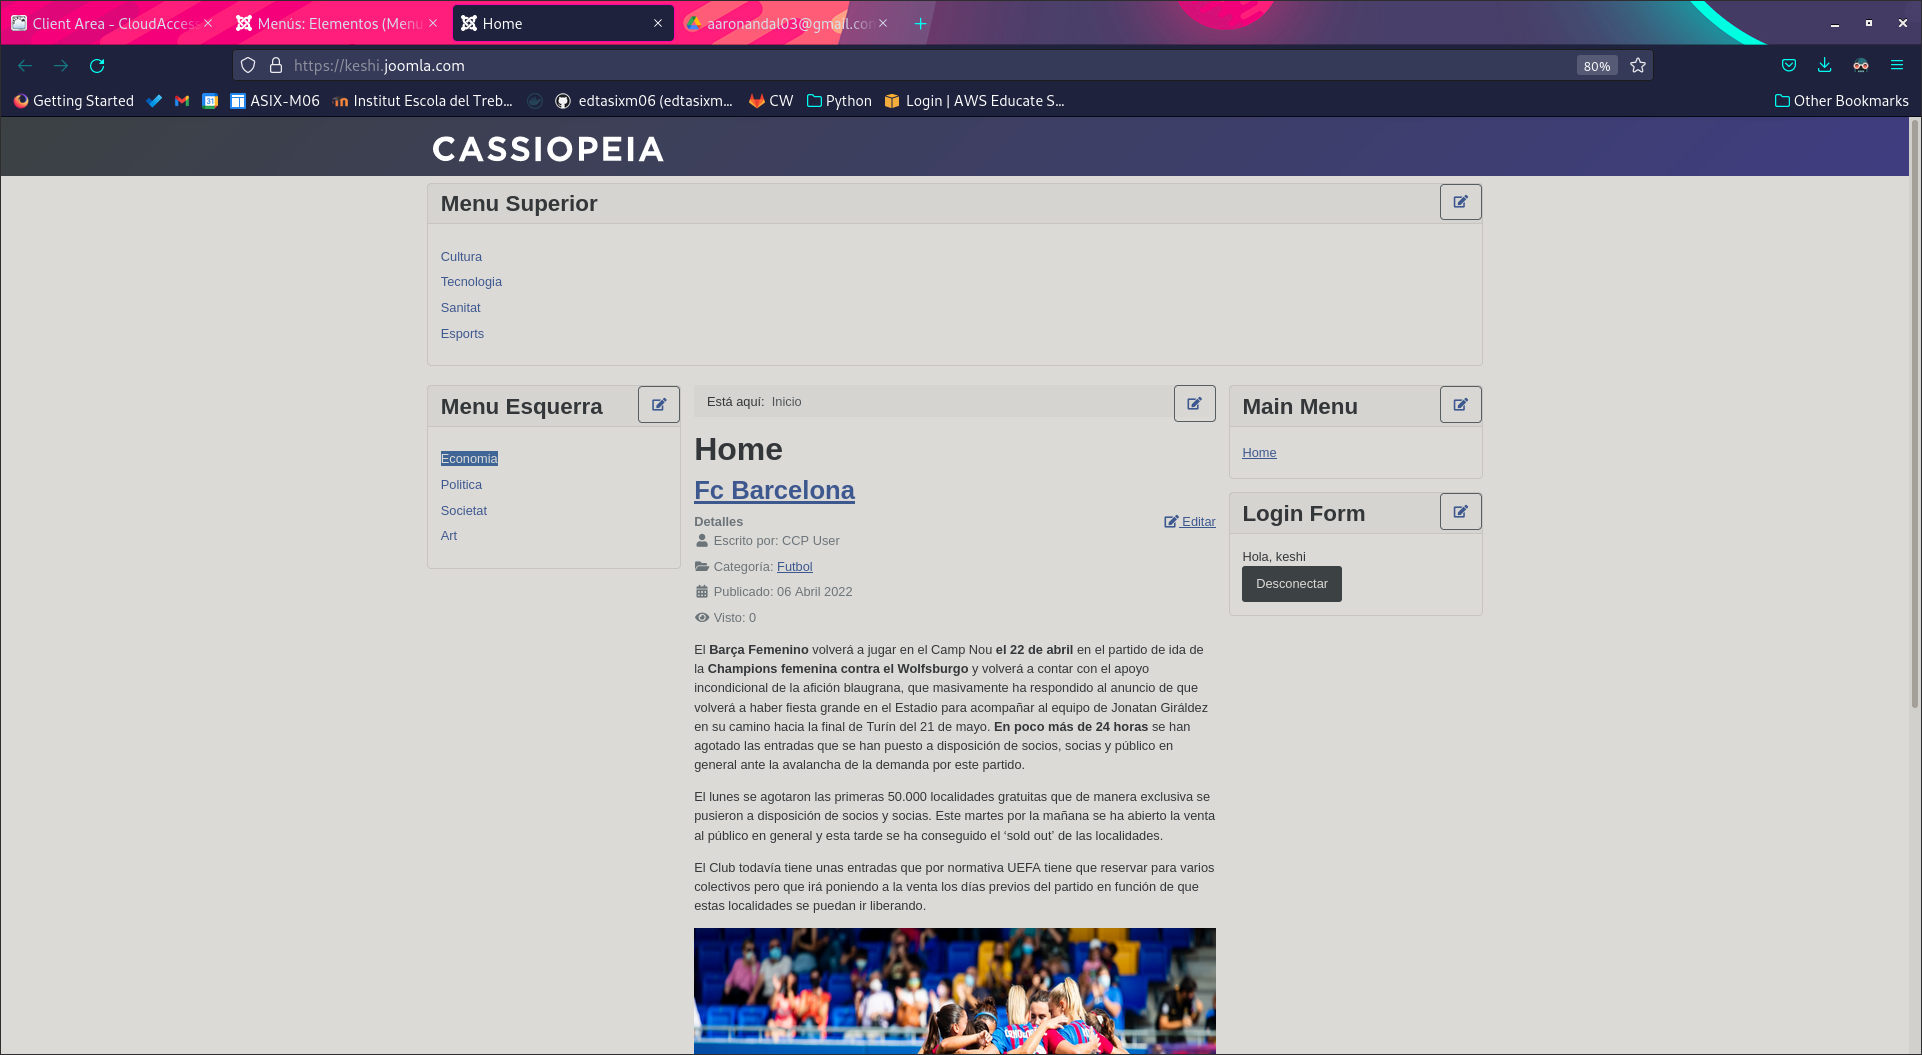 Client Area - CloudAcces
Menús: Elementos (Menu
Home
aaronandal03@gmail.co
https://keshi.joomla.com
80%
Getting Started
31
ASIX-M06
Institut Escola del Treb...
edtasixm06 (edtasixm...
CW
Python
Login | AWS Educate S...
Other Bookmarks
CASSIOPEIA
Menu Superior
Cultura
Tecnologia
Sanitat
Esports
Menu Esquerra
Economia
Politica
Societat
Art
Está aquí: Inicio
Home
Fc Barcelona
Detalles
Editar
Escrito por: CCP User
Categoría: Futbol
Publicado: 06 Abril 2022
Visto: 0
El Barça Femenino volverá a jugar en el Camp Nou el 22 de abril en el partido de ida de
la Champions femenina contra el Wolfsburgo y volverá a contar con el apoyo
incondicional de la afición blaugrana, que masivamente ha respondido al anuncio de que
volverá a haber fiesta grande en el Estadio para acompañar al equipo de Jonatan Giráldez
en su camino hacia la final de Turín del 21 de mayo. En poco más de 24 horas se han
agotado las entradas que se han puesto a disposición de socios, socias y público en
general ante la avalancha de la demanda por este partido.
El lunes se agotaron las primeras 50.000 localidades gratuitas que de manera exclusiva se
pusieron a disposición de socios y socias. Este martes por la mañana se ha abierto la venta
al público en general y esta tarde se ha conseguido el ‘sold out’ de las localidades.
El Club todavía tiene unas entradas que por normativa UEFA tiene que reservar para varios
colectivos pero que irá poniendo a la venta los días previos del partido en función de que
estas localidades se puedan ir liberando.
Main Menu
Home
Login Form
Hola, keshi
Desconectar